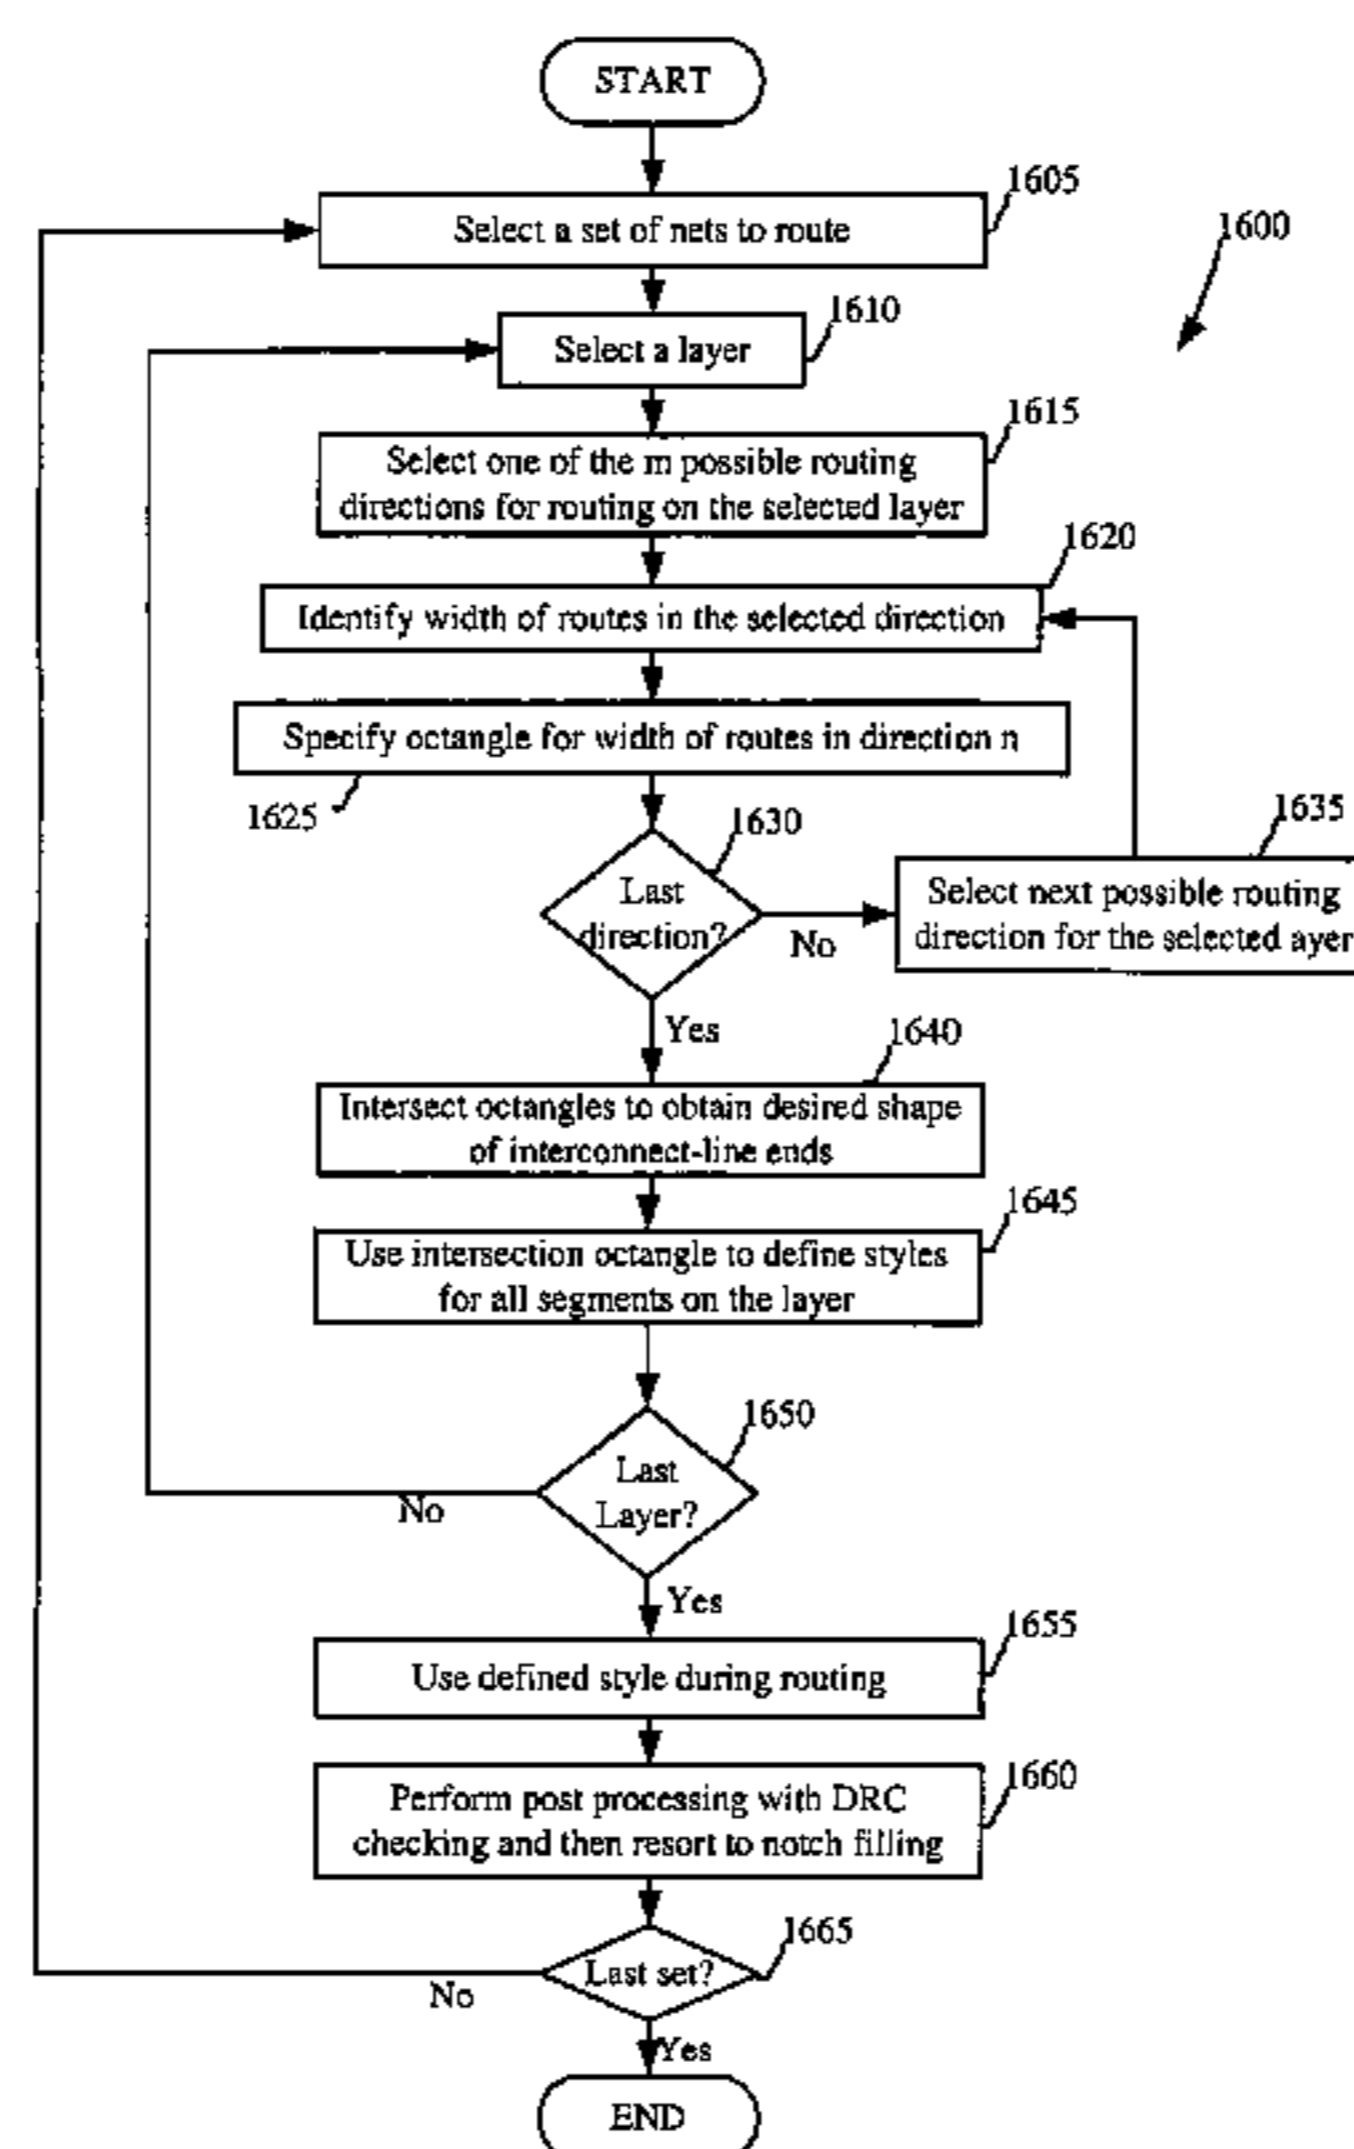 START
1605
Select a set of nets to route
1600
1610
Select a layer
1615
Select one of the m possible routing
directions for routing on the selected layer
1620
Identify width of routes in the selected direction
Specify octangle for width of routes in direction n
1625
1630
1635
Last
direction?
No
Select next possible routing
direction for the selected ayer
Yes
1640
Intersect octangles to obtain desired shape
of interconnect-line ends
1645
Use intersection octangle to define styles
for all segments on the layer
1650
Last
Layer?
No
Yes
1655
Use defined style during routing
1660
Perform post processing with DRC
checking and then resort to notch filling
1665
Last set?
No
Yes
END